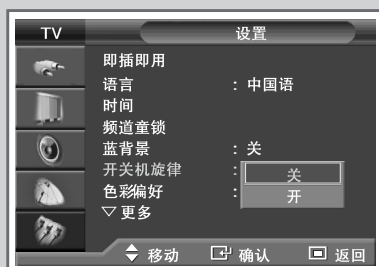 TV 设置
即插即用
语言 : 中国语
时间
频道童锁
蓝背景 : 关
开关机旋律 : 关
开
色彩偏好 :
▽更多
移动 确认 返回